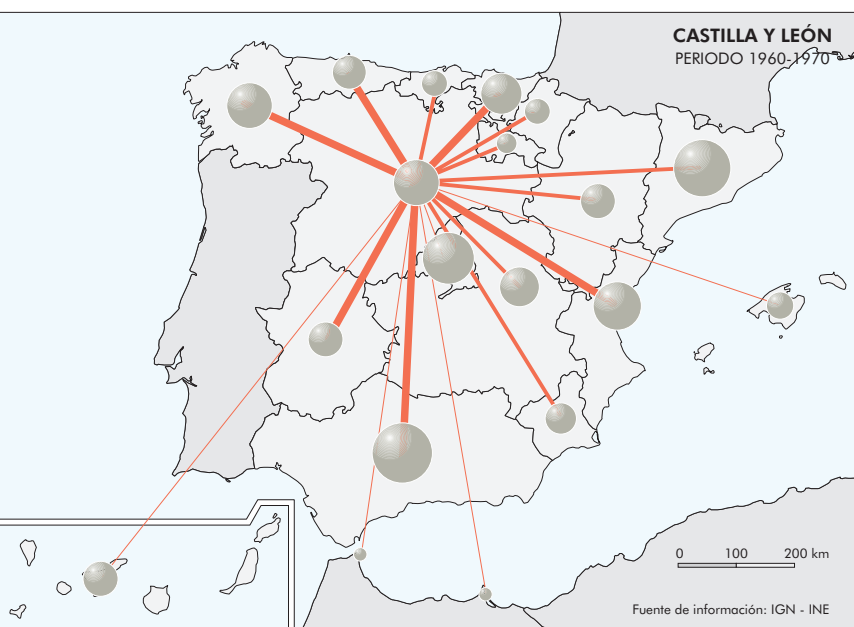 CASTILLA Y LEÓN
PERIODO 1960-1970
0 100 200 km
Fuente de información: IGN - INE